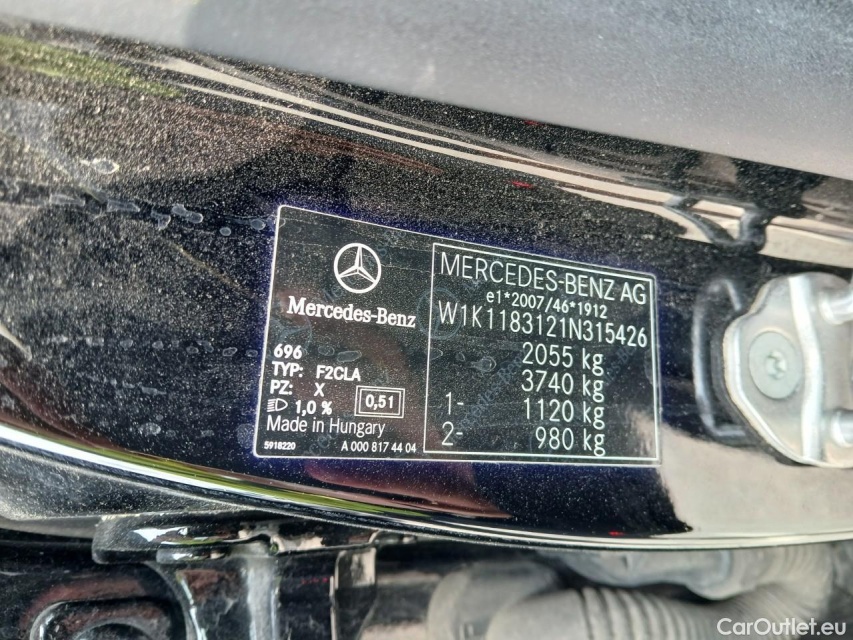 Mercedes-Benz
696
TYP: F2CLA
PZ: X
1,0 % 0,51
Made in Hungary
5918220 A 000 817 44 04
MERCEDES-BENZ AG
e1*2007/46*1912
W1K1183121N315426
2055 kg
3740 kg
1- 1120 kg
2- 980 kg
CarOutlet.eu